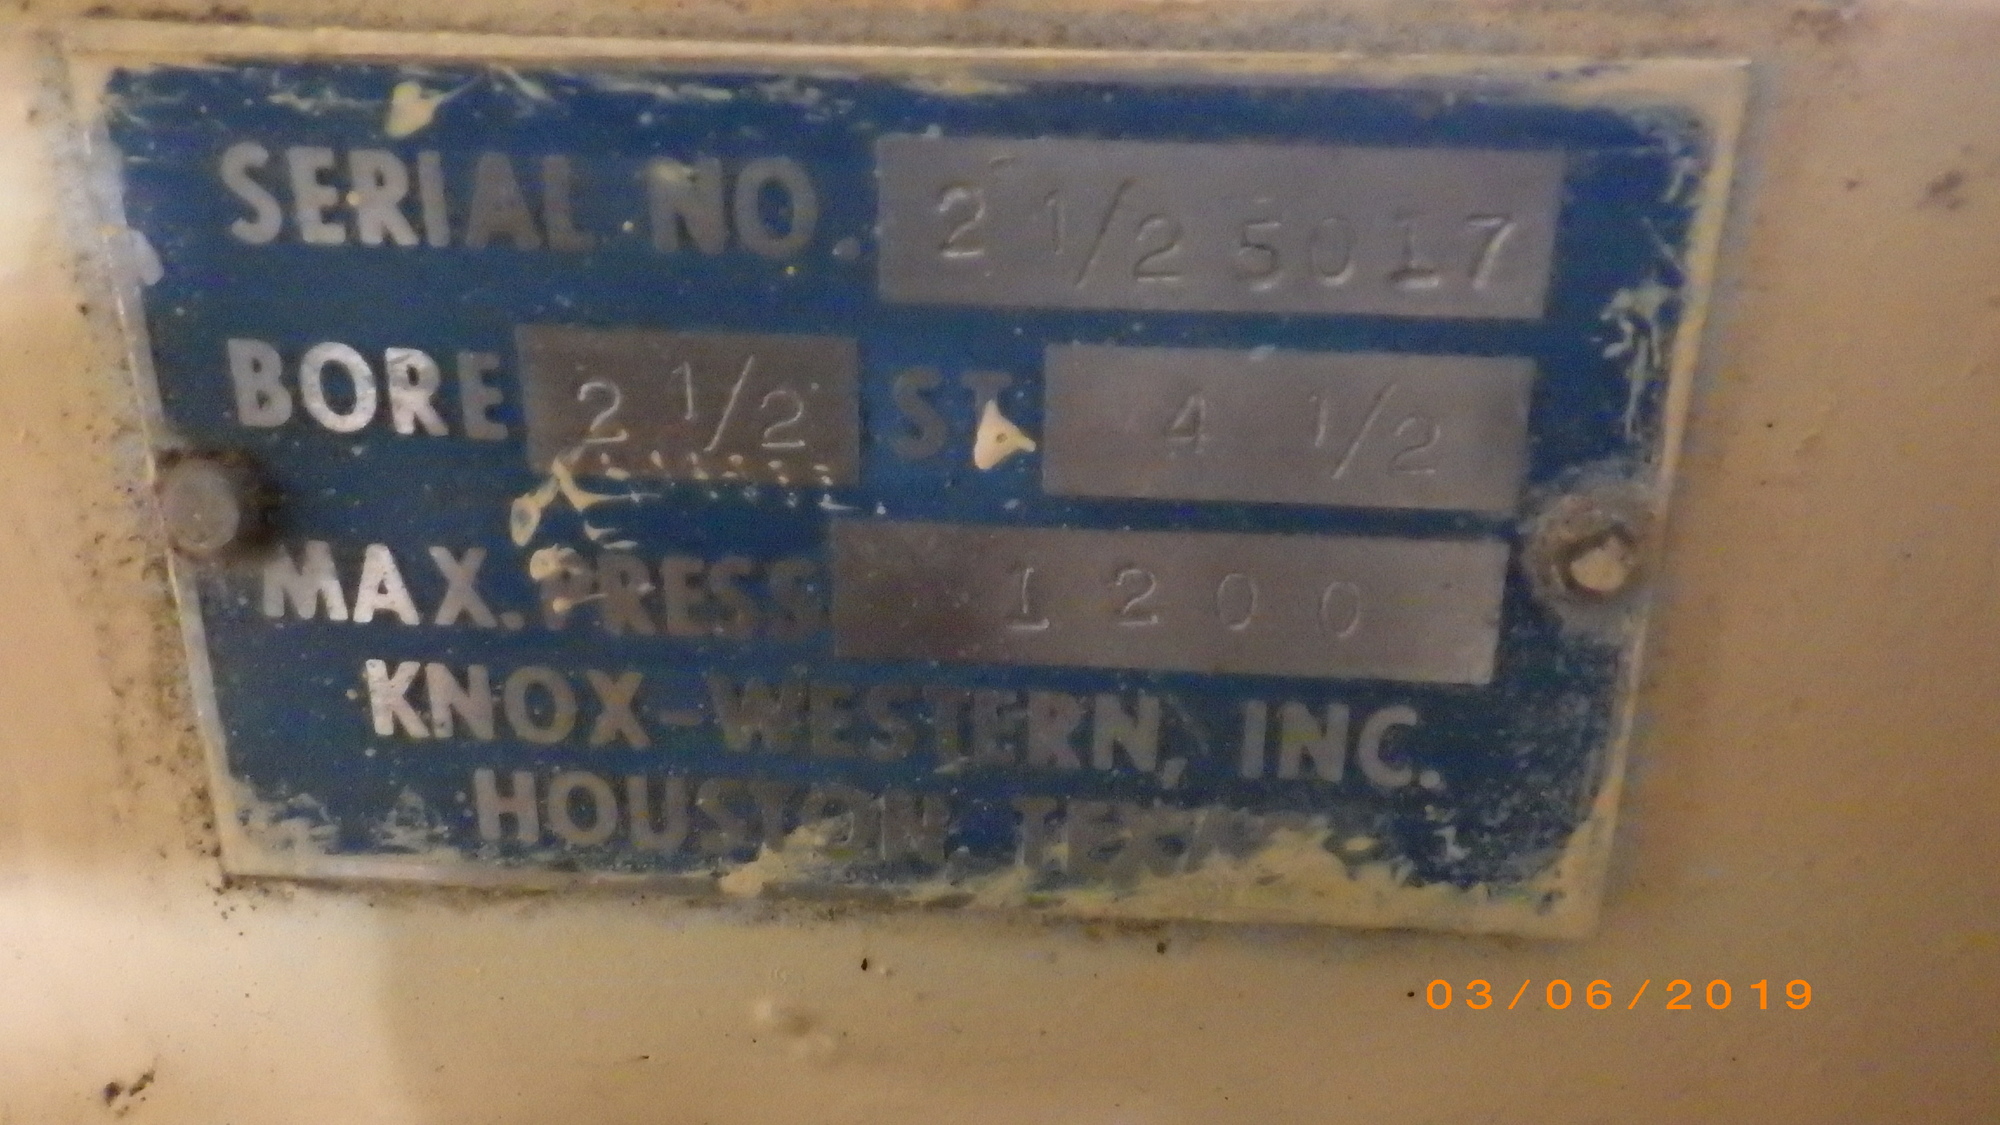 SERIAL NO. 2 1/2 5017
BORE 2 1/2 ST 4 1/2
MAX. PRESS 1200
KNOX-WESTERN, INC.
HOUSTON TEXAS
03/06/2019